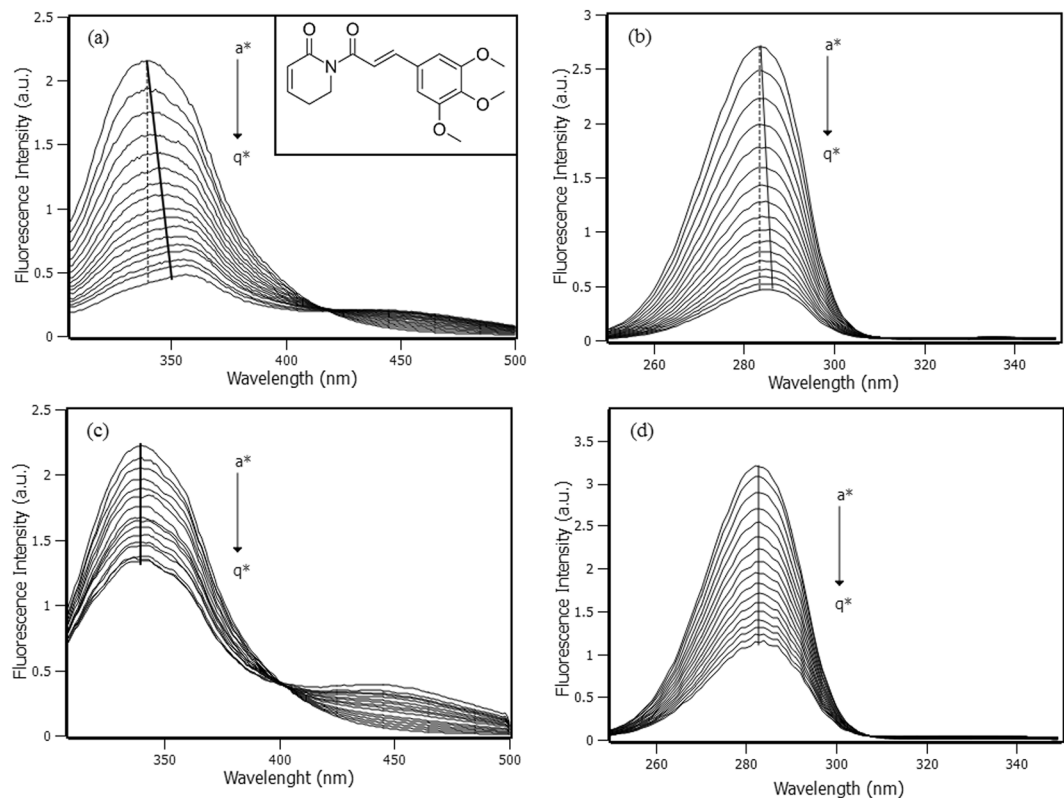 (a)
a*
q*
O
O
N
O
O
O
Fluorescence Intensity (a.u.)
2.5
2
1.5
1
0.5
0
350
400
450
500
Wavelength (nm)
(b)
a*
q*
Fluorescence Intensity (a.u.)
3
2.5
2
1.5
1
0.5
0
260
280
300
320
340
Wavelength (nm)
(c)
a*
q*
Fluorescence Intensity (a.u.)
2.5
2
1.5
1
0.5
0
350
400
450
500
Wavelenght (nm)
(d)
a*
q*
Fluorescence Intensity (a.u.)
3.5
3
2.5
2
1.5
1
0.5
0
260
280
300
320
340
Wavelength (nm)